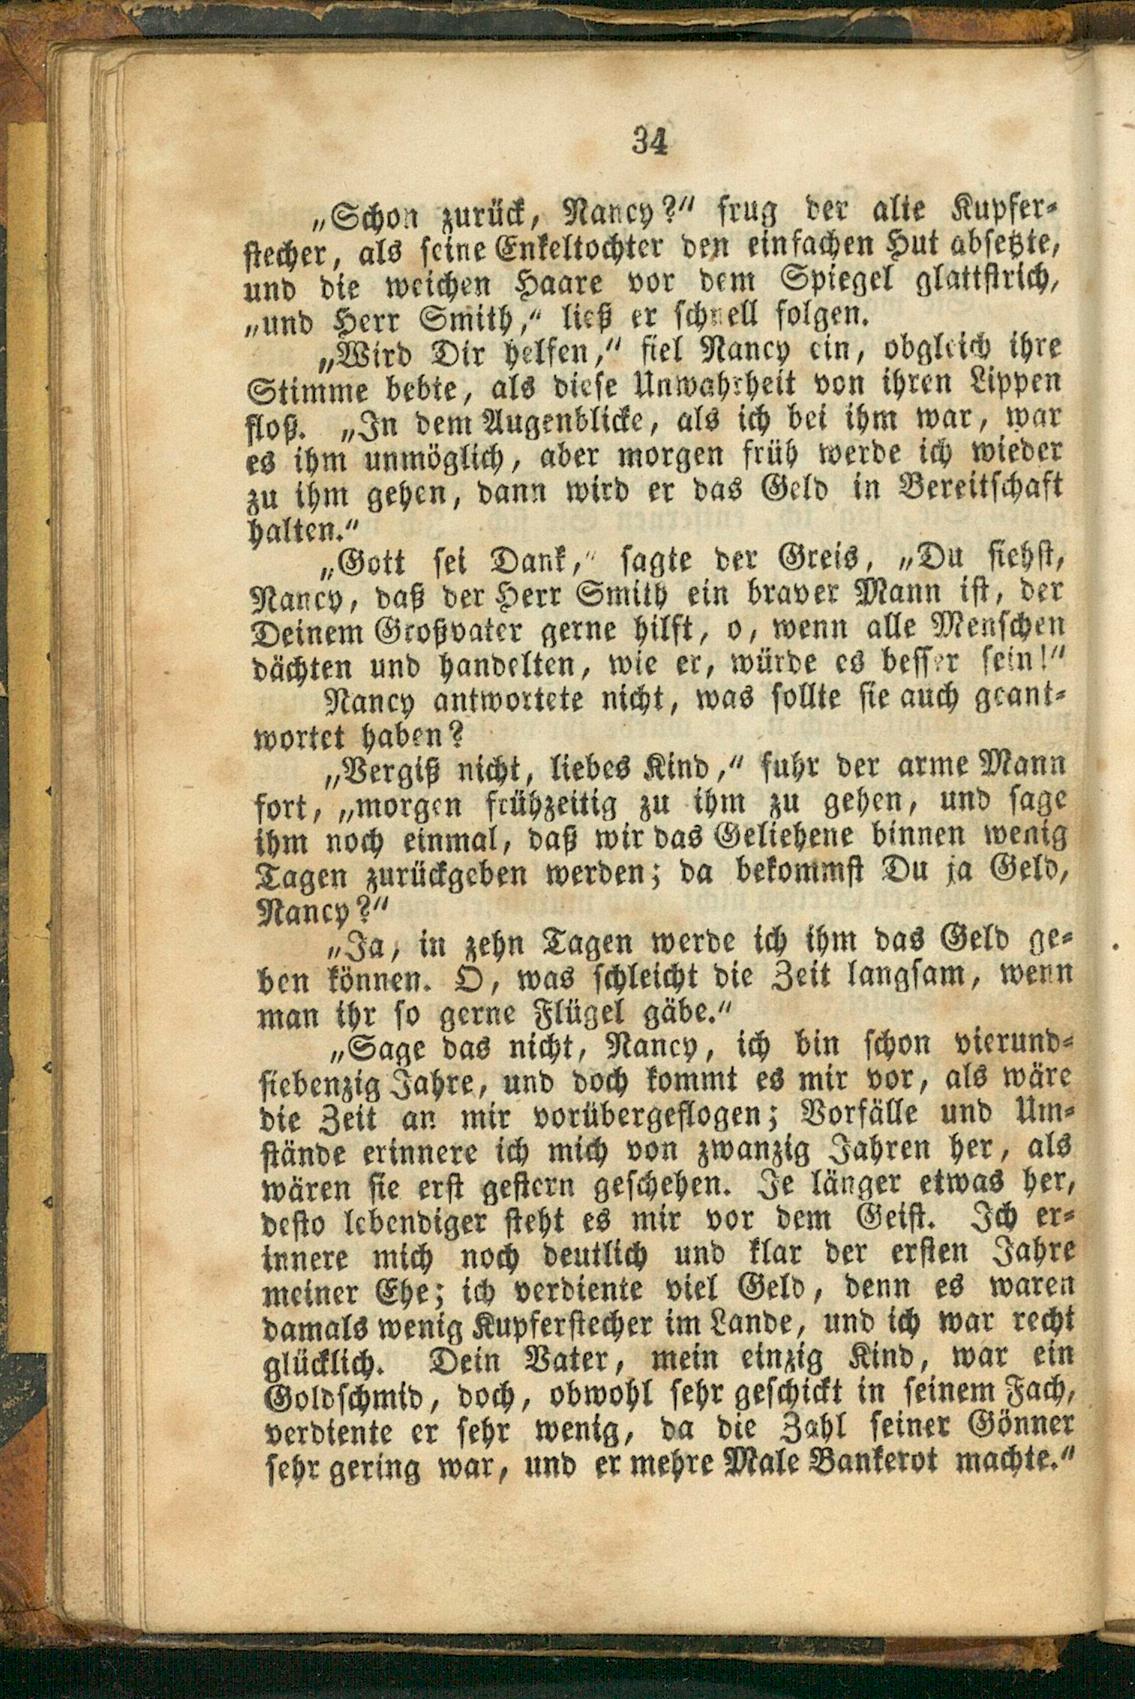 34
„Schon zurück, Nancy?“ frug der alte Kupfer-
stecher, als seine Enkeltochter den einfachen Hut absetzte,
und die weichen Haare vor dem Spiegel glattstrich,
„und Herr Smith,“ ließ er schnell folgen.
„Wird Dir helfen,“ fiel Nancy ein, obgleich ihre
Stimme bebte, als diese Unwahrheit von ihren Lippen
floß. „In dem Augenblicke, als ich bei ihm war, war
es ihm unmöglich, aber morgen früh werde ich wieder
zu ihm gehen, dann wird er das Geld in Bereitschaft
halten.“
„Gott sei Dank,“ sagte der Greis, „Du siehst,
Nancy, daß der Herr Smith ein braver Mann ist, der
Deinem Großvater gerne hilft, o, wenn alle Menschen
dächten und handelten, wie er, würde es besser sein!“
Nancy antwortete nicht, was sollte sie auch geant-
wortet haben?
„Vergiß nicht, liebes Kind,“ fuhr der arme Mann
fort, „morgen frühzeitig zu ihm zu gehen, und sage
ihm noch einmal, daß wir das Geliehene binnen wenig
Tagen zurückgeben werden; da bekommst Du ja Geld,
Nancy?“
„Ja, in zehn Tagen werde ich ihm das Geld ge-
ben können. O, was schleicht die Zeit langsam, wenn
man ihr so gerne Flügel gäbe.“
„Sage das nicht, Nancy, ich bin schon vierund-
siebenzig Jahre, und doch kommt es mir vor, als wäre
die Zeit an mir vorübergeflogen; Vorfälle und Um-
stände erinnere ich mich von zwanzig Jahren her, als
wären sie erst gestern geschehen. Je länger etwas her,
desto lebendiger steht es mir vor dem Geist. Ich er-
innere mich noch deutlich und klar der ersten Jahre
meiner Ehe; ich verdiente viel Geld, denn es waren
damals wenig Kupferstecher im Lande, und ich war recht
glücklich. Dein Vater, mein einzig Kind, war ein
Goldschmid, doch, obwohl sehr geschickt in seinem Fach,
verdiente er sehr wenig, da die Zahl seiner Gönner
sehr gering war, und er mehre Male Bankerot machte.“